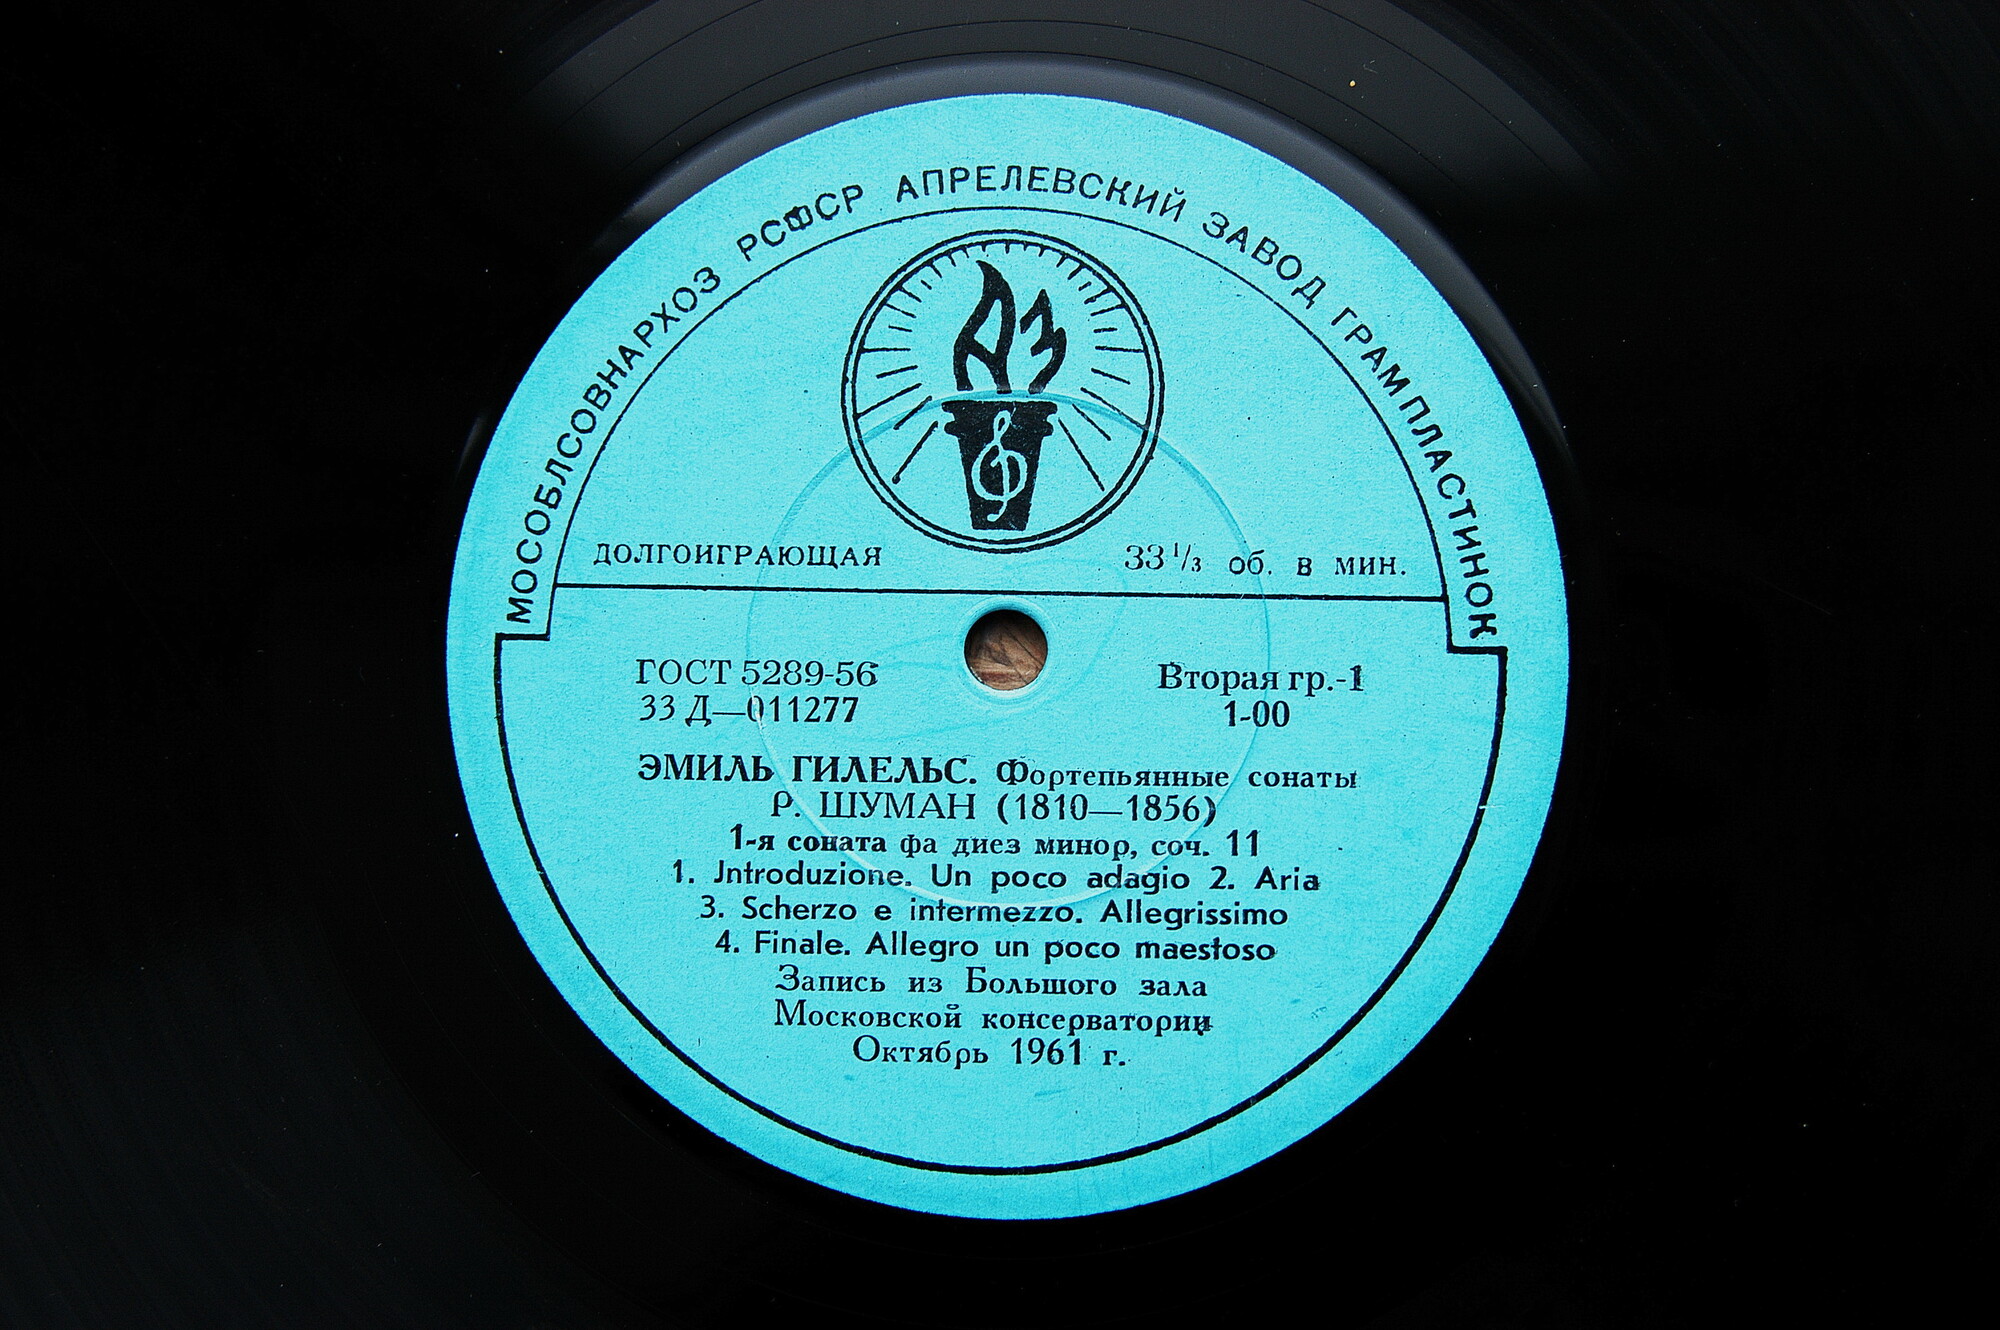 МОСОБЛСОВНАРХОЗ РСФСР АПРЕЛЕВСКИЙ ЗАВОД ГРАМПЛАСТИНОК
АЗ
ДОЛГОИГРАЮЩАЯ 33 1/3 об. в мин.
ГОСТ 5289-56 Вторая гр.-1
33 Д—011277 1-00
ЭМИЛЬ ГИЛЕЛЬС. Фортепьянные сонаты
Р. ШУМАН (1810—1856)
1-я соната фа диез минор, соч. 11
1. Jntroduzione. Un poco adagio 2. Aria
3. Scherzo e intermezzo. Allegrissimo
4. Finale. Allegro un poco maestoso
Запись из Большого зала
Московской консерватории
Октябрь 1961 г.